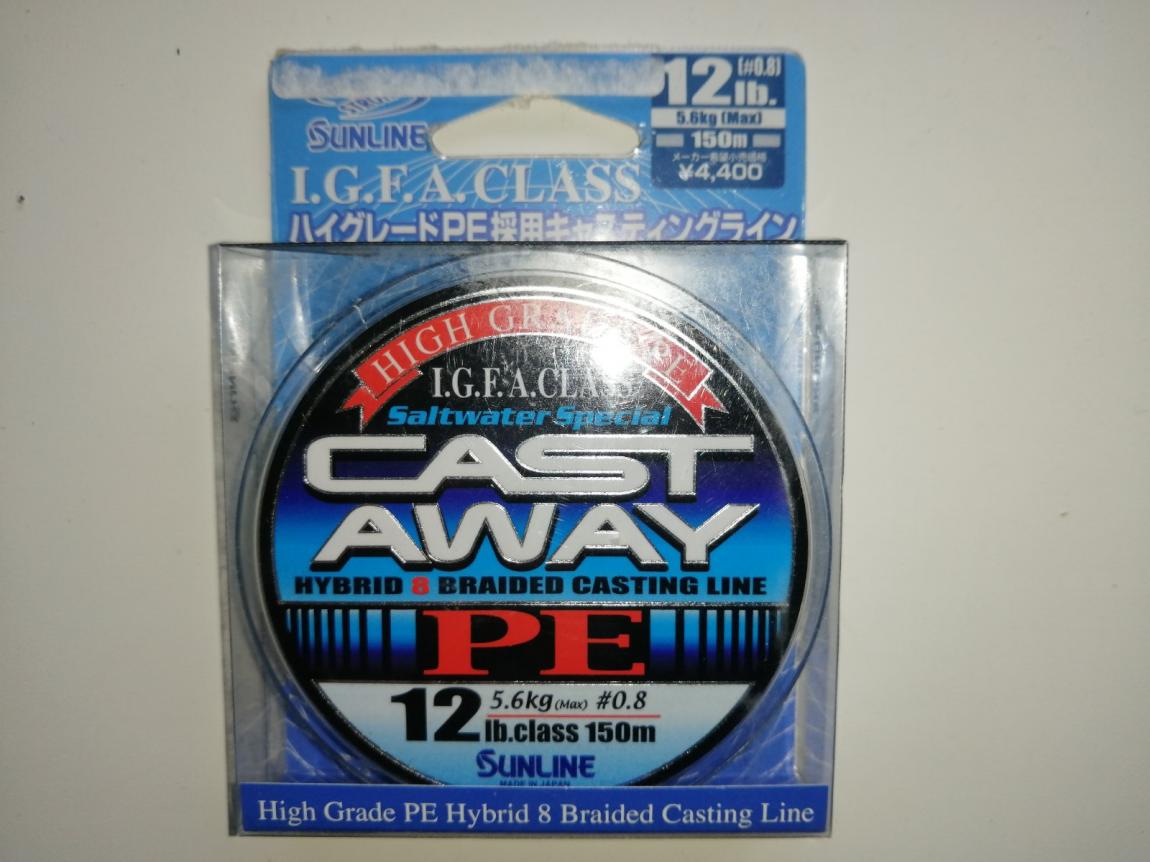 12lb. (#0.8)
5.6kg (Max)
150m
メーカー希望小売価格
¥4,400
STRONG
SUNLINE
I.G.F.A.CLASS
ハイグレードPE採用キャスティングライン
HIGH GRADE PE
I.G.F.A.CLASS
Saltwater Special
CAST
AWAY
HYBRID 8 BRAIDED CASTING LINE
PE
12 5.6kg (Max) #0.8
lb.class 150m
SUNLINE
MADE IN JAPAN
High Grade PE Hybrid 8 Braided Casting Line